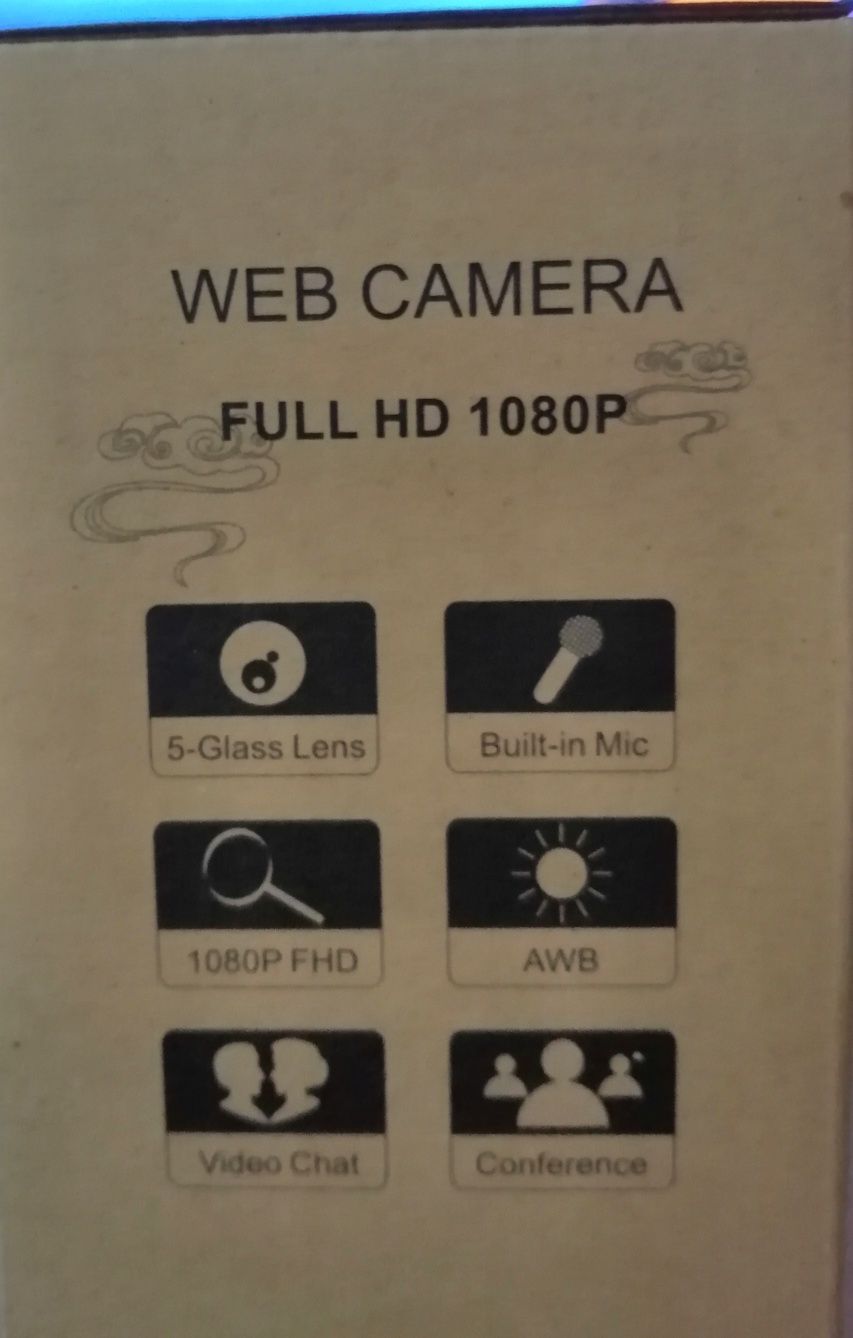 WEB CAMERA
FULL HD 1080P
5-Glass Lens
Built-in Mic
1080P FHD
AWB
Video Chat
Conference